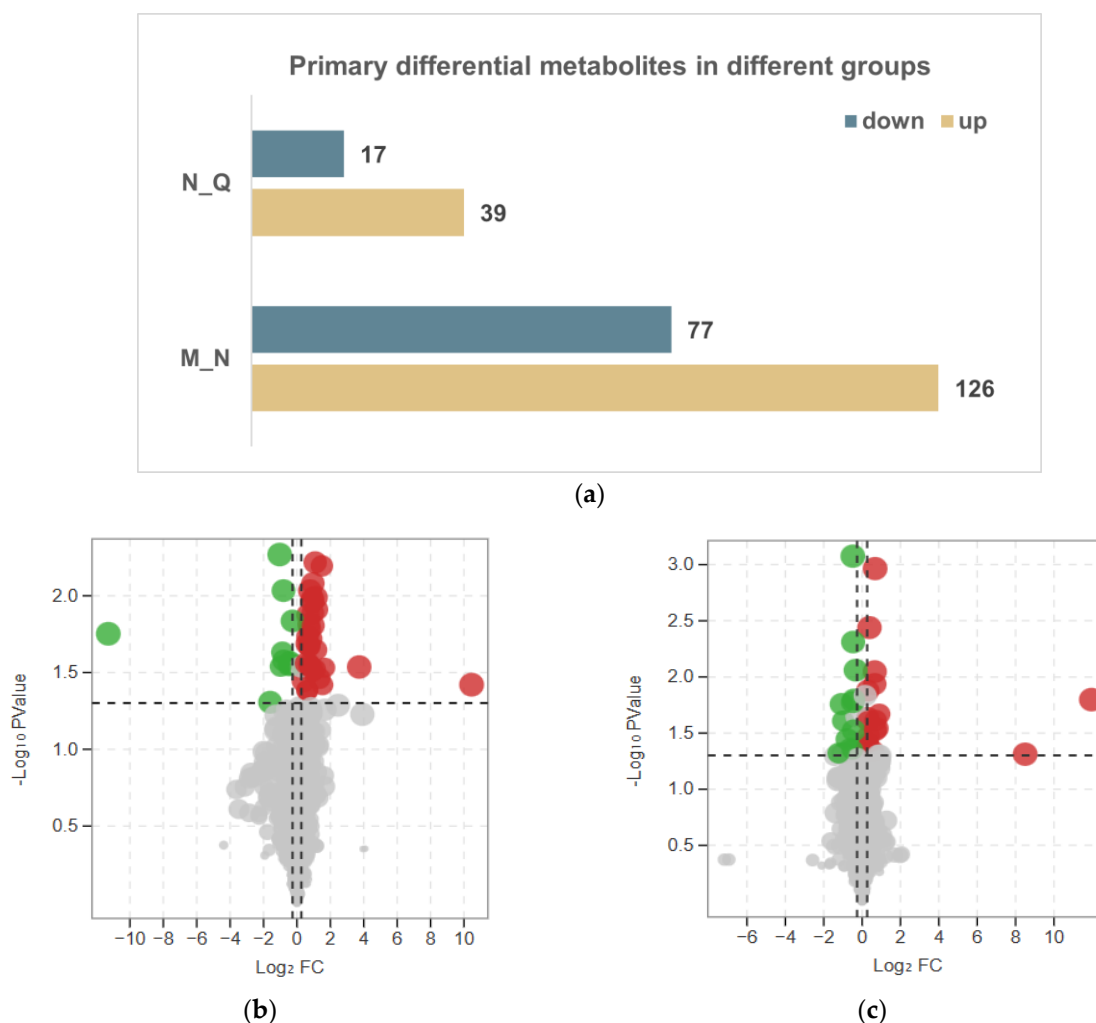 Primary differential metabolites in different groups
down up
N_Q
17
39
M_N
77
126
(a)
-Log₁₀ PValue
2.0
1.5
1.0
0.5
−10 −8 −6 −4 −2 0 2 4 6 8 10
Log₂ FC
(b)
-Log₁₀ PValue
3.0
2.5
2.0
1.5
1.0
0.5
−6 −4 −2 0 2 4 6 8 10
Log₂ FC
(c)